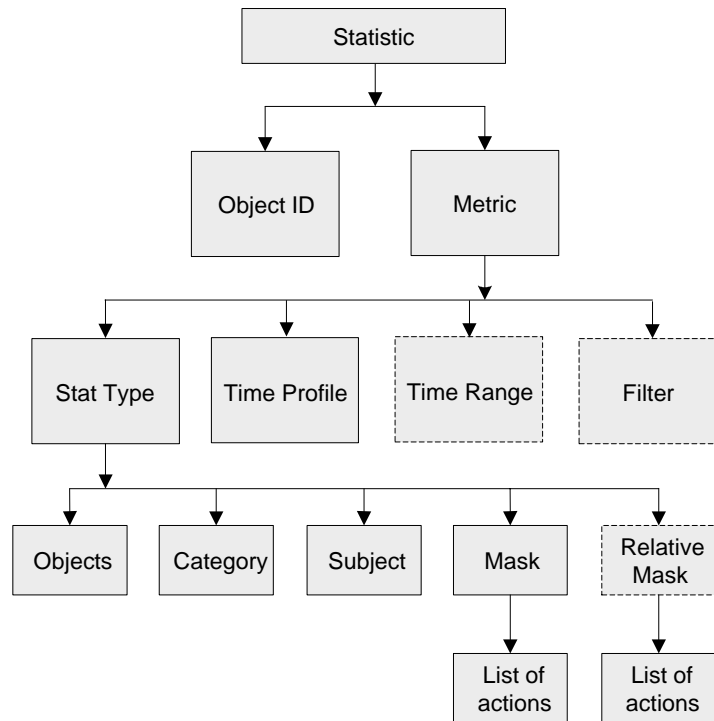 Statistic
Object ID
Metric
Stat Type
Time Profile
Time Range
Filter
Objects
Category
Subject
Mask
Relative
Mask
List of
actions
List of
actions